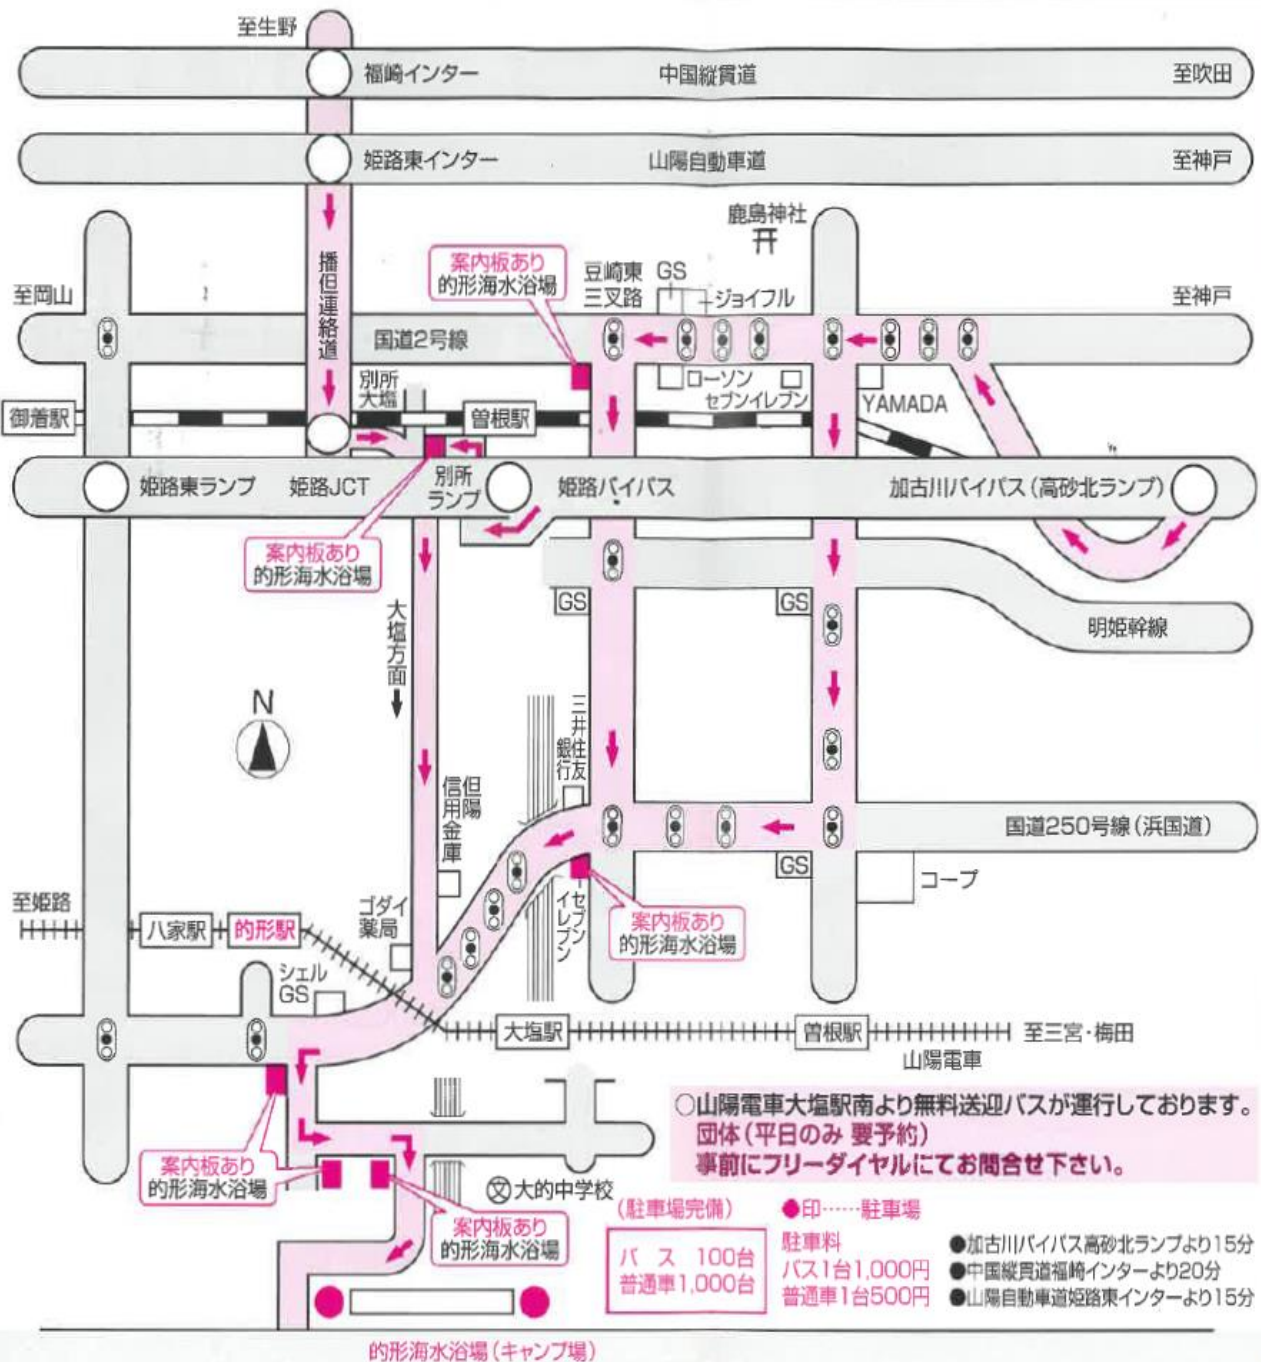 至生野
福崎インター
中国縦貫道
至吹田
姫路東インター
山陽自動車道
至神戸
鹿島神社
播但連絡道
案内板あり
的形海水浴場
豆崎東
三叉路
GS
ジョイフル
至岡山
至神戸
国道2号線
別所
大塩
ローソン
セブンイレブン
YAMADA
御着駅
曽根駅
姫路東ランプ
姫路JCT
別所
ランプ
姫路バイパス
加古川バイパス(高砂北ランプ)
案内板あり
的形海水浴場
GS
GS
明姫幹線
大塩方面
N
三井住友
銀行
但陽
信用金庫
国道250号線(浜国道)
GS
コープ
至姫路
八家駅
的形駅
ゴダイ
薬局
セブン
イレブン
案内板あり
的形海水浴場
シェル
GS
大塩駅
曽根駅
至三宮・梅田
山陽電車
○山陽電車大塩駅南より無料送迎バスが運行しております。
団体(平日のみ 要予約)
事前にフリーダイヤルにてお問合せ下さい。
案内板あり
的形海水浴場
文
大的中学校
案内板あり
的形海水浴場
(駐車場完備)
バス 100台
普通車1,000台
●印……駐車場
駐車料
バス1台1,000円
普通車1台500円
●加古川バイパス高砂北ランプより15分
●中国縦貫道福崎インターより20分
●山陽自動車道姫路東インターより15分
的形海水浴場(キャンプ場)